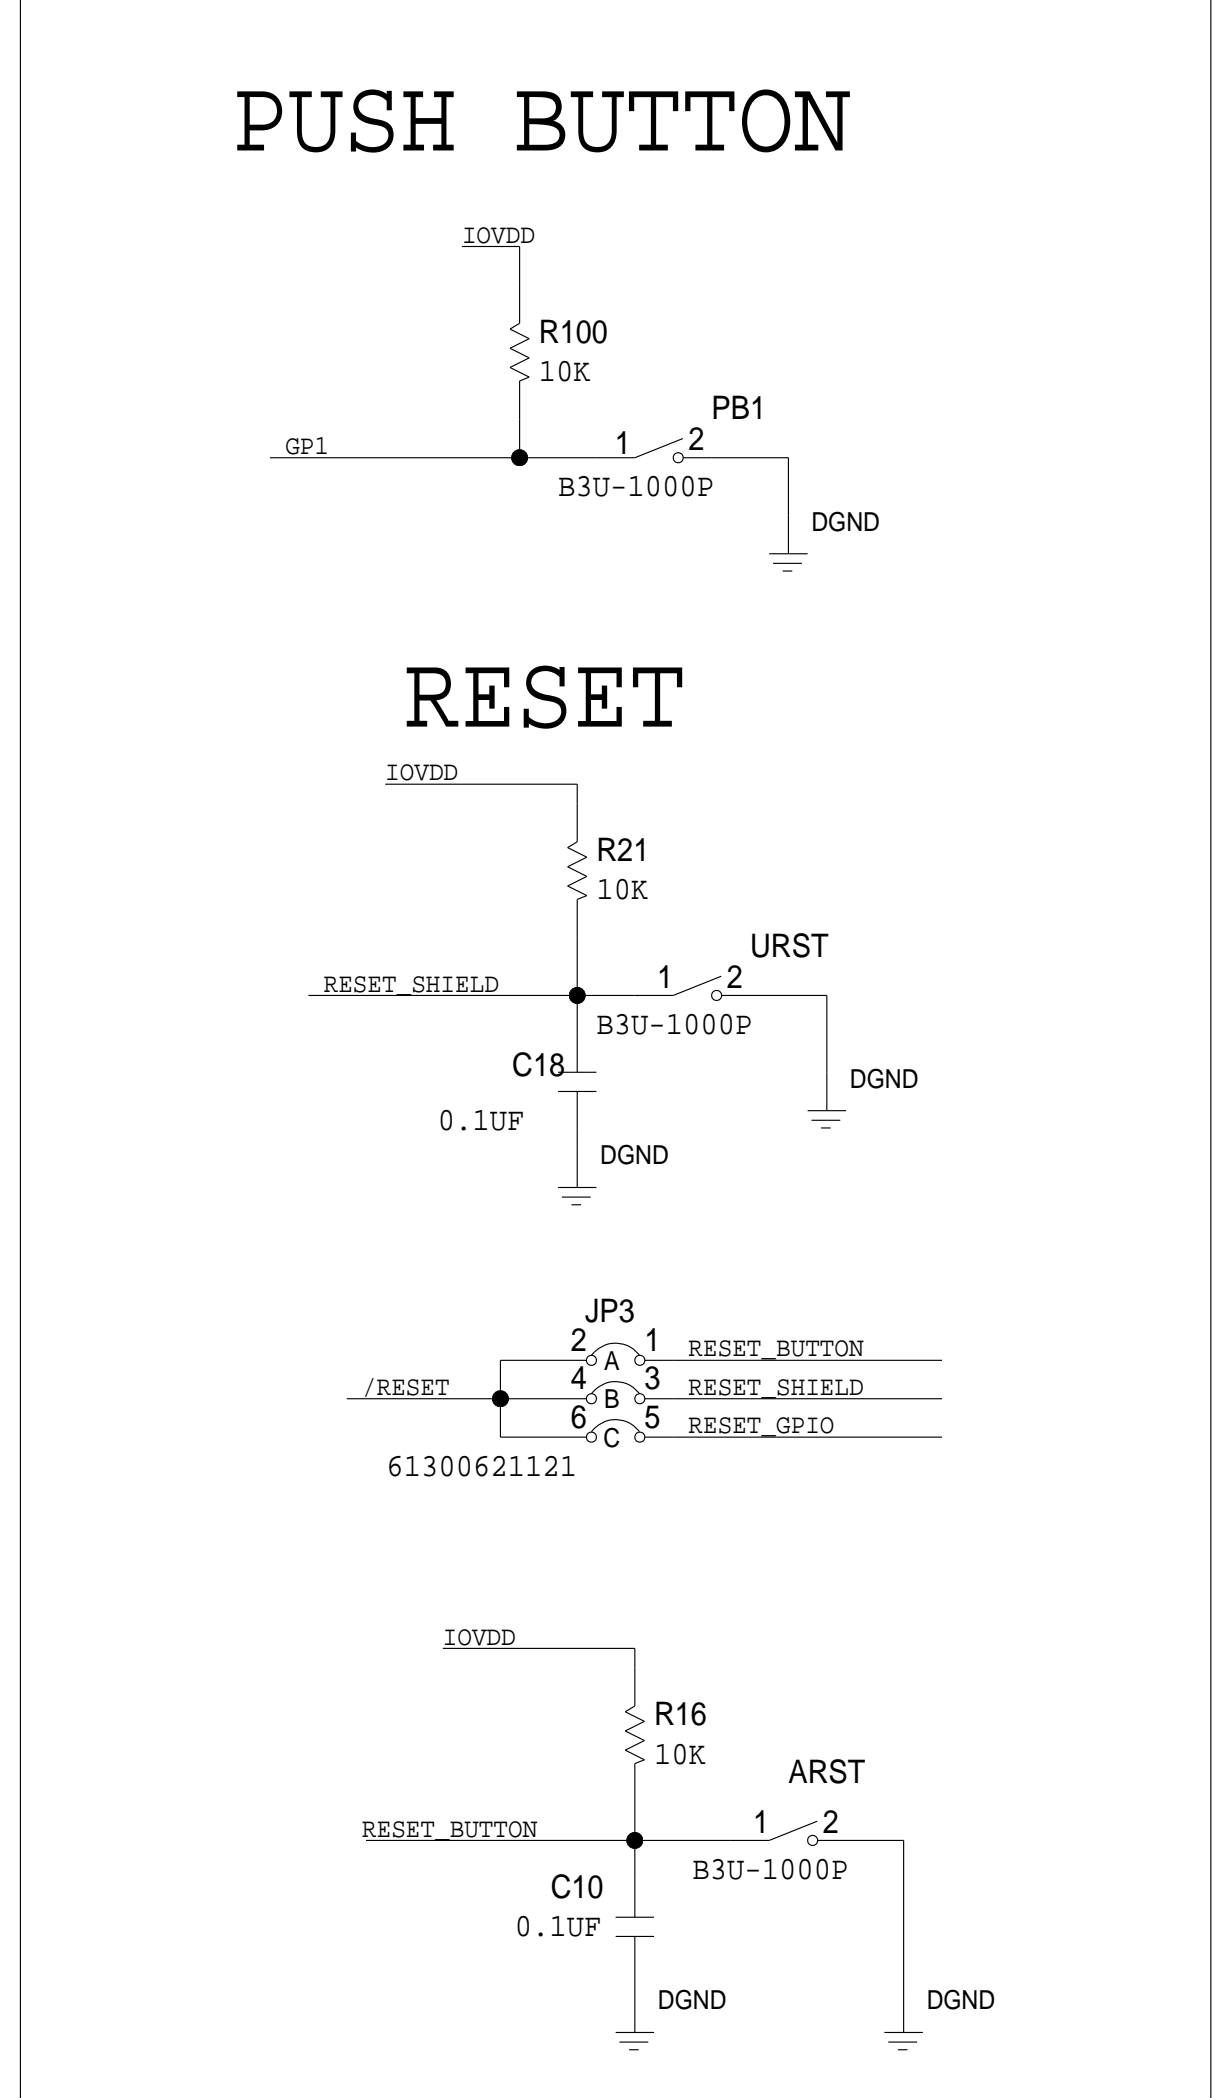 PUSH BUTTON
IOVDD
R100
10K
PB1
GP1
1 2
B3U-1000P
DGND
RESET
IOVDD
R21
10K
URST
RESET_SHIELD
1 2
B3U-1000P
C18
0.1UF
DGND
DGND
JP3
2 A 1 RESET_BUTTON
/RESET 4 B 3 RESET_SHIELD
6 C 5 RESET_GPIO
61300621121
IOVDD
R16
10K
ARST
RESET_BUTTON
1 2
B3U-1000P
C10
0.1UF
DGND DGND